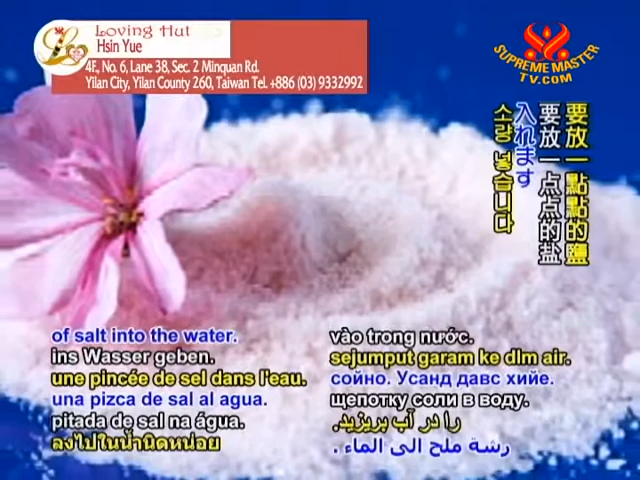 Loving Hut
Hsin Yue
4F., No. 6, Lane 38, Sec. 2 Minquan Rd.
Yilan City, Yilan County 260, Taiwan Tel. +886 (03) 9332992
SUPREME MASTER
TV.COM
要放一點點的鹽
要放一点点的盐
入れます
소량 넣습니다
of salt into the water.
ins Wasser geben.
une pincée de sel dans l'eau.
una pizca de sal al agua.
pitada de sal na água.
ลงไปในน้ำนิดหน่อย
vào trong nước.
sejumput garam ke dlm air.
сойно. Усанд давс хийе.
щепотку соли в воду.
را در آب بریزید.
رشة ملح الى الماء .